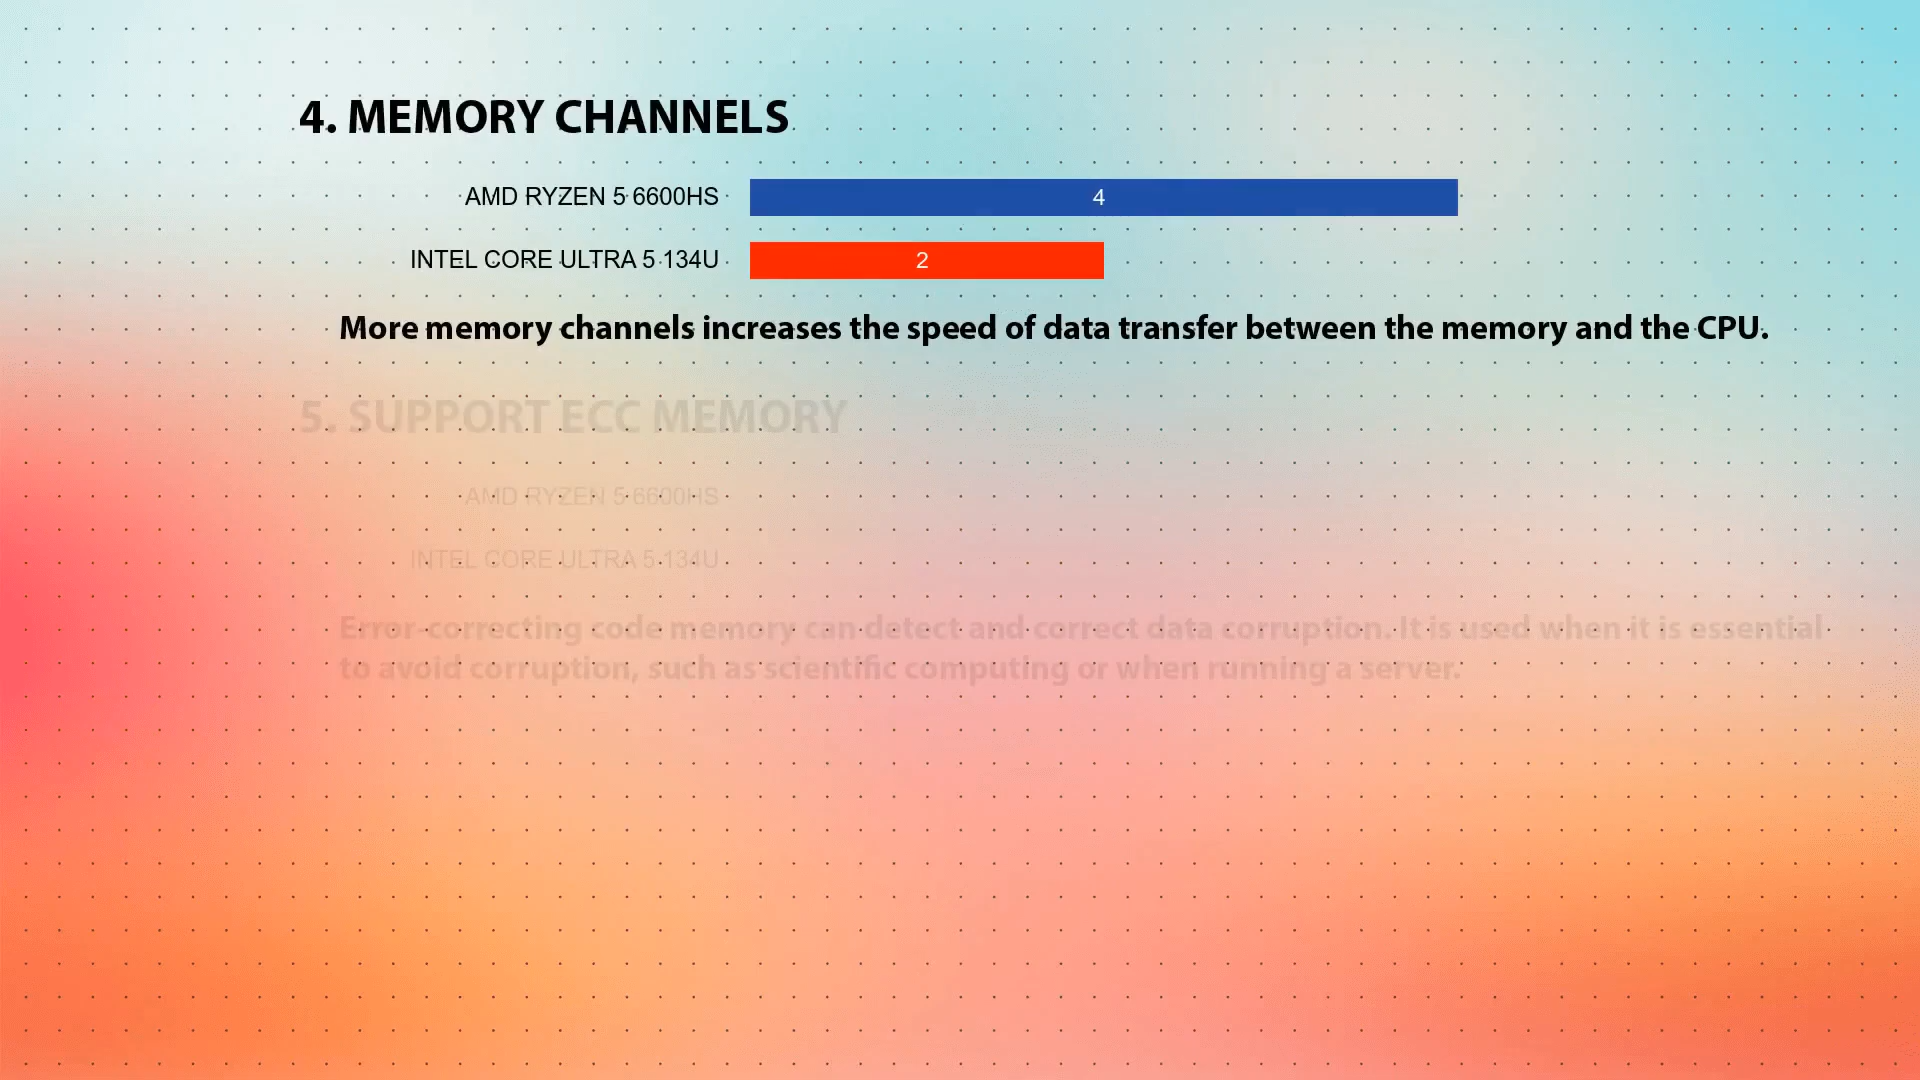 4. MEMORY CHANNELS
AMD RYZEN 5 6600HS 4
INTEL CORE ULTRA 5 134U 2
More memory channels increases the speed of data transfer between the memory and the CPU.
5. SUPPORT ECC MEMORY
AMD RYZEN 5 6600HS
INTEL CORE ULTRA 5 134U
Error-correcting code memory can detect and correct data corruption. It is used when it is essential
to avoid corruption, such as scientific computing or when running a server.